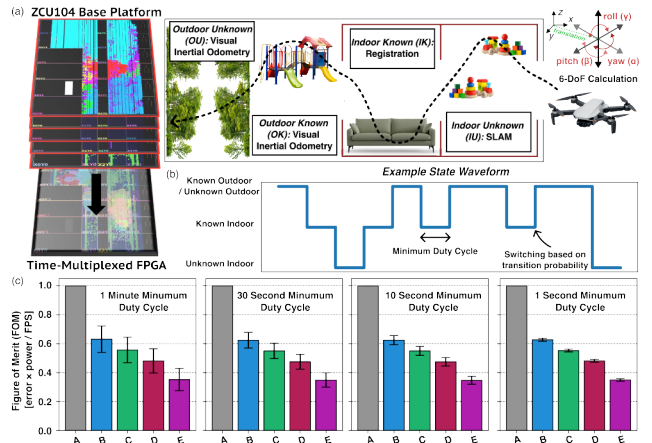 (a)
ZCU104 Base Platform
Time-Multiplexed FPGA
Outdoor Unknown
(OU): Visual
Inertial Odometry
Outdoor Known
(OK): Visual
Inertial Odometry
Indoor Known (IK):
Registration
Indoor Unknown
(IU): SLAM
z
x
y
translation
roll (γ)
pitch (β)
yaw (α)
6-DoF Calculation
(b)
Example State Waveform
Known Outdoor
/ Unknown Outdoor
Known Indoor
Unknown Indoor
Minimum Duty Cycle
Switching based on
transition probability
(c)
Figure of Merit (FOM)
[error × power / FPS]
1.0
0.8
0.6
0.4
0.2
0.0
1 Minute Minumum
Duty Cycle
A B C D E
30 Second Minumum
Duty Cycle
A B C D E
10 Second Minumum
Duty Cycle
A B C D E
1 Second Minumum
Duty Cycle
A B C D E